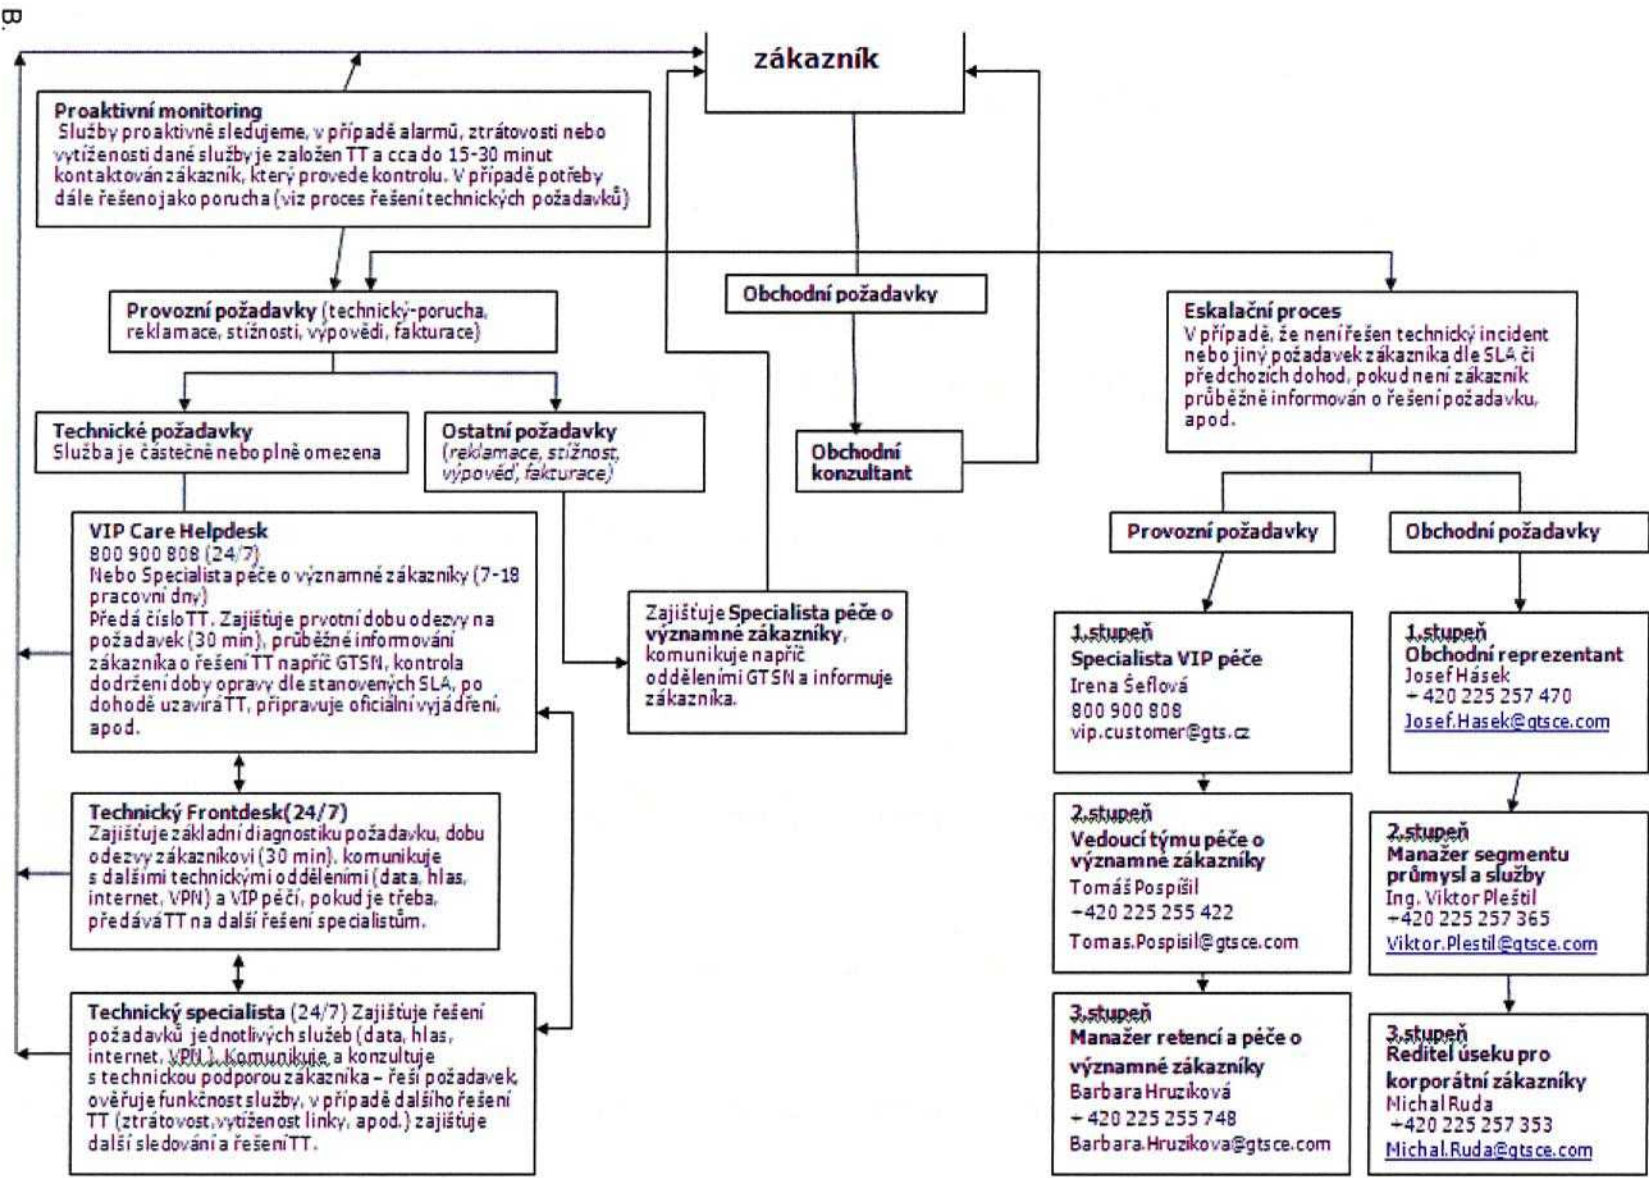 B.
zákazník
Proaktivní monitoring
Služby proaktivně sledujeme, v případě alarmů, ztrátovosti nebo
vytíženosti dané služby je založen TT a cca do 15-30 minut
kontaktován zákazník, který provede kontrolu. V případě potřeby
dále řešeno jako porucha (viz proces řešení technických požadavků)
Provozní požadavky (technický-porucha,
reklamace, stížnosti, výpovědi, fakturace)
Obchodní požadavky
Eskalační proces
V případě, že není řešen technický incident
nebo jiný požadavek zákazníka dle SLA či
předchozích dohod, pokud není zákazník
průběžně informován o řešení požadavku,
apod.
Technické požadavky
Služba je částečně nebo plně omezena
Ostatní požadavky
(reklamace, stížnost,
výpověď, fakturace)
Obchodní
konzultant
VIP Care Helpdesk
800 900 808 (24/7)
Nebo Specialista péče o významné zákazníky (7-18
pracovní dny)
Předá číslo TT. Zajišťuje prvotní dobu odezvy na
požadavek (30 min), průběžné informování
zákazníka o řešení TT napříč GTSN, kontrola
dodržení doby opravy dle stanovených SLA, po
dohodě uzavírá TT, připravuje oficiální vyjádření,
apod.
Zajišťuje Specialista péče o
významné zákazníky,
komunikuje napříč
odděleními GTSN a informuje
zákazníka.
Technický Frontdesk(24/7)
Zajišťuje základní diagnostiku požadavku, dobu
odezvy zákazníkovi (30 min), komunikuje
s dalšími technickými odděleními (data, hlas,
internet, VPN) a VIP péčí, pokud je třeba,
předává TT na další řešení specialistům.
Technický specialista (24/7) Zajišťuje řešení
požadavků jednotlivých služeb (data, hlas,
internet, VPN ). Komunikuje a konzultuje
s technickou podporou zákazníka – řeší požadavek,
ověřuje funkčnost služby, v případě dalšího řešení
TT (ztrátovost,vytíženost linky, apod.) zajišťuje
další sledování a řešení TT.
Provozní požadavky
1.stupeň
Specialista VIP péče
Irena Šeflová
800 900 808
vip.customer@gts.cz
2.stupeň
Vedoucí týmu péče o
významné zákazníky
Tomáš Pospíšil
+420 225 255 422
Tomas.Pospisil@gtsce.com
3.stupeň
Manažer retencí a péče o
významné zákazníky
Barbara Hruzíková
+ 420 225 255 748
Barbara.Hruzikova@gtsce.com
Obchodní požadavky
1.stupeň
Obchodní reprezentant
Josef Hásek
+ 420 225 257 470
Josef.Hasek@gtsce.com
2.stupeň
Manažer segmentu
průmysl a služby
Ing. Viktor Pleštil
+420 225 257 365
Viktor.Plestil@gtsce.com
3.stupeň
Reditel úseku pro
korporátní zákazníky
Michal Ruda
+420 225 257 353
Michal.Ruda@gtsce.com